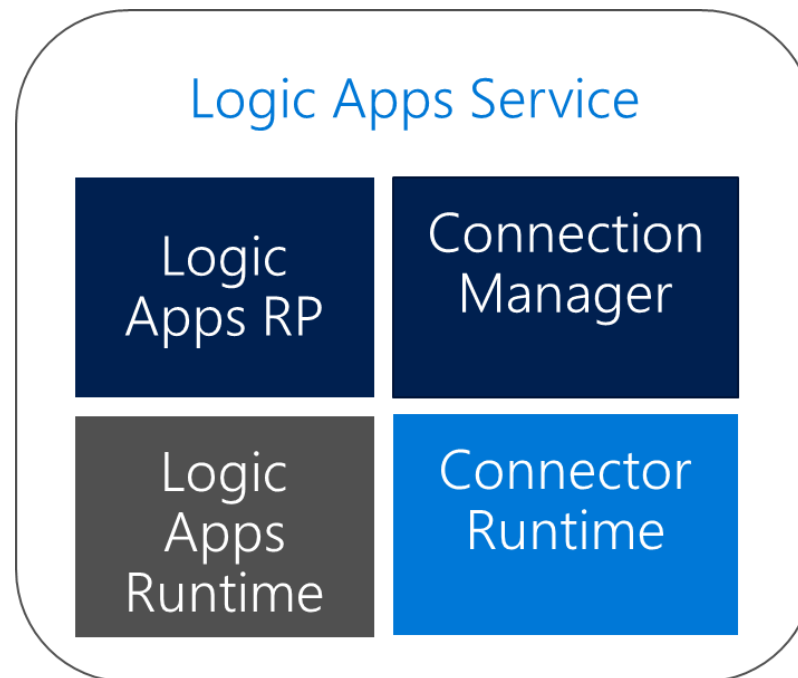 Logic Apps Service
Logic
Apps RP
Connection
Manager
Logic
Apps
Runtime
Connector
Runtime